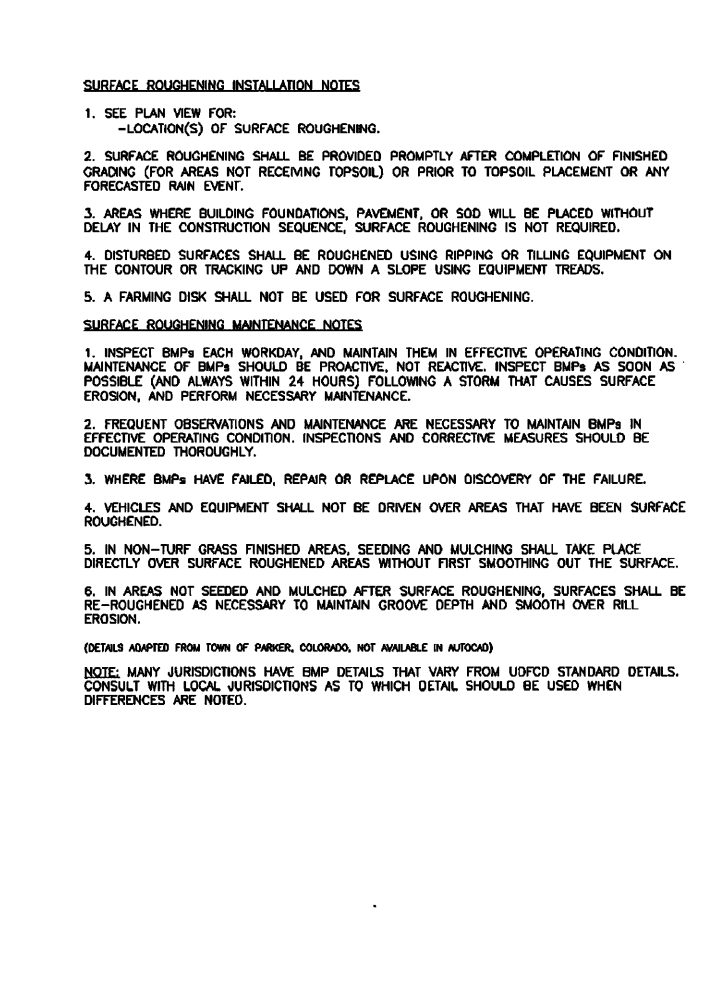 SURFACE ROUGHENING INSTALLATION NOTES
1. SEE PLAN VIEW FOR:
-LOCATION(S) OF SURFACE ROUGHENING.
2. SURFACE ROUGHENING SHALL BE PROVIDED PROMPTLY AFTER COMPLETION OF FINISHED
GRADING (FOR AREAS NOT RECEIVING TOPSOIL) OR PRIOR TO TOPSOIL PLACEMENT OR ANY
FORECASTED RAIN EVENT.
3. AREAS WHERE BUILDING FOUNDATIONS, PAVEMENT, OR SOD WILL BE PLACED WITHOUT
DELAY IN THE CONSTRUCTION SEQUENCE, SURFACE ROUGHENING IS NOT REQUIRED.
4. DISTURBED SURFACES SHALL BE ROUGHENED USING RIPPING OR TILLING EQUIPMENT ON
THE CONTOUR OR TRACKING UP AND DOWN A SLOPE USING EQUIPMENT TREADS.
5. A FARMING DISK SHALL NOT BE USED FOR SURFACE ROUGHENING.
SURFACE ROUGHENING MAINTENANCE NOTES
1. INSPECT BMPs EACH WORKDAY, AND MAINTAIN THEM IN EFFECTIVE OPERATING CONDITION.
MAINTENANCE OF BMPs SHOULD BE PROACTIVE, NOT REACTIVE. INSPECT BMPs AS SOON AS
POSSIBLE (AND ALWAYS WITHIN 24 HOURS) FOLLOWING A STORM THAT CAUSES SURFACE
EROSION, AND PERFORM NECESSARY MAINTENANCE.
2. FREQUENT OBSERVATIONS AND MAINTENANCE ARE NECESSARY TO MAINTAIN BMPs IN
EFFECTIVE OPERATING CONDITION. INSPECTIONS AND CORRECTIVE MEASURES SHOULD BE
DOCUMENTED THOROUGHLY.
3. WHERE BMPs HAVE FAILED, REPAIR OR REPLACE UPON DISCOVERY OF THE FAILURE.
4. VEHICLES AND EQUIPMENT SHALL NOT BE DRIVEN OVER AREAS THAT HAVE BEEN SURFACE
ROUGHENED.
5. IN NON-TURF GRASS FINISHED AREAS, SEEDING AND MULCHING SHALL TAKE PLACE
DIRECTLY OVER SURFACE ROUGHENED AREAS WITHOUT FIRST SMOOTHING OUT THE SURFACE.
6. IN AREAS NOT SEEDED AND MULCHED AFTER SURFACE ROUGHENING, SURFACES SHALL BE
RE-ROUGHENED AS NECESSARY TO MAINTAIN GROOVE DEPTH AND SMOOTH OVER RILL
EROSION.
(DETAILS ADAPTED FROM TOWN OF PARKER, COLORADO, NOT AVAILABLE IN AUTOCAD)
NOTE: MANY JURISDICTIONS HAVE BMP DETAILS THAT VARY FROM UDFCD STANDARD DETAILS.
CONSULT WITH LOCAL JURISDICTIONS AS TO WHICH DETAIL SHOULD BE USED WHEN
DIFFERENCES ARE NOTED.